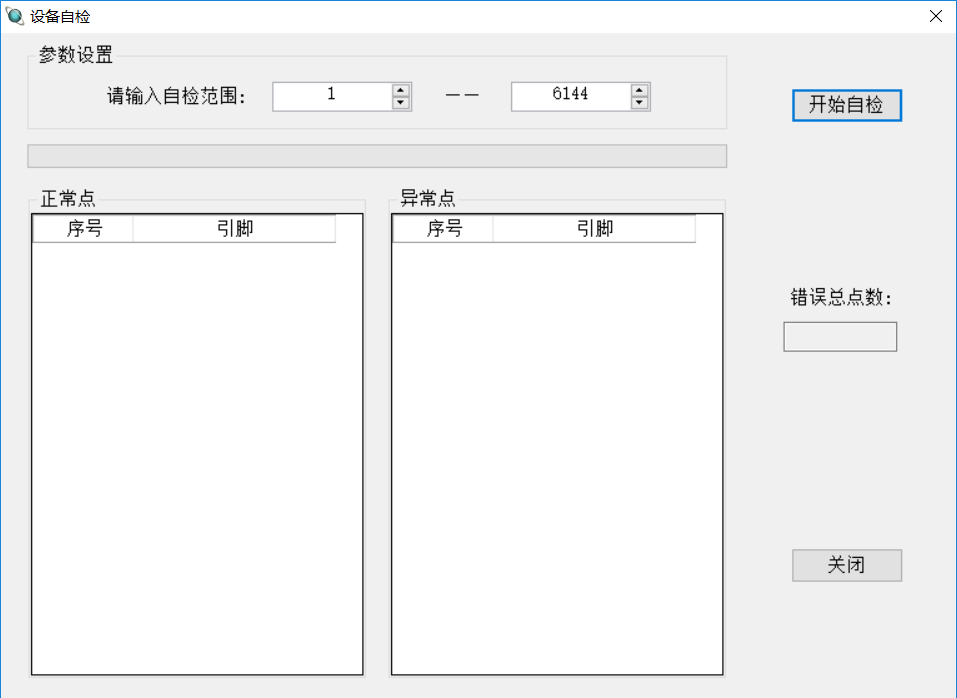 设备自检
参数设置
请输入自检范围: 1 —— 6144
开始自检
正常点
异常点
序号 引脚
序号 引脚
错误总点数:
关闭